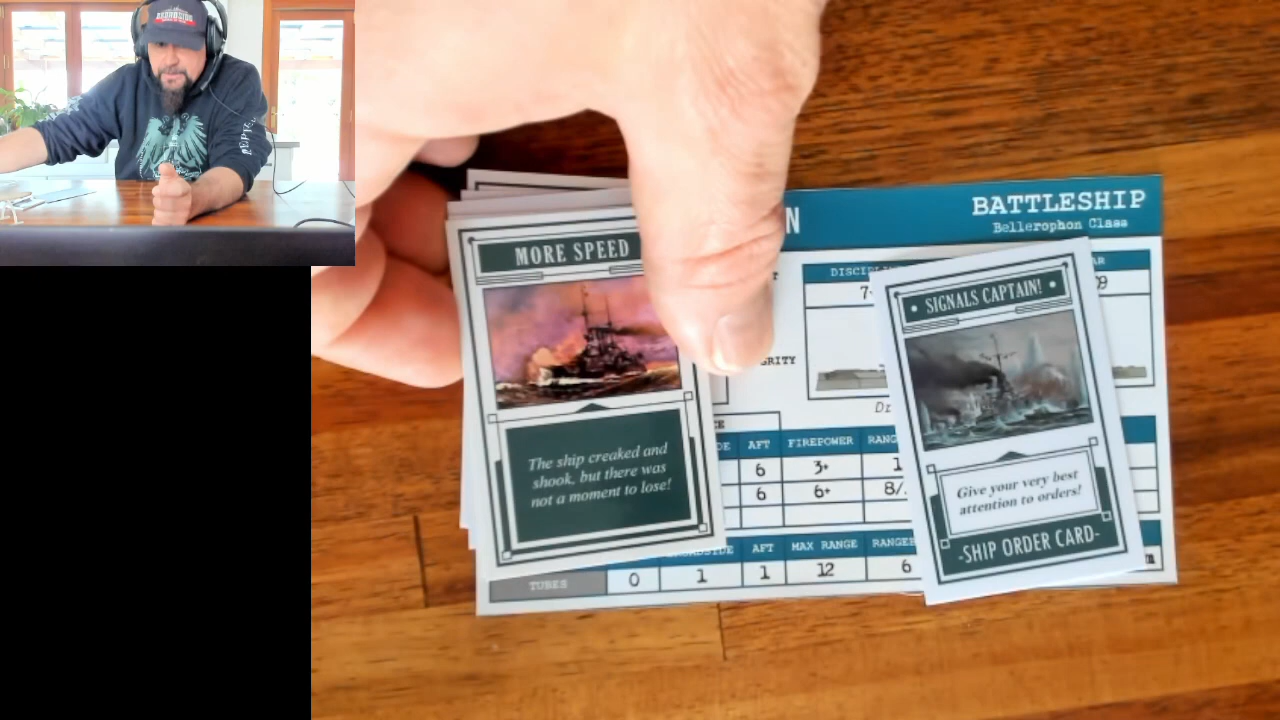 N
BATTLESHIP
Bellerophon Class
MORE SPEED
The ship creaked and
shook, but there was
not a moment to lose!
• SIGNALS CAPTAIN! •
Give your very best
attention to orders!
-SHIP ORDER CARD-
AFT FIREPOWER
6 3+
6 6+ 8/
AFT MAX RANGE
TUBES 0 1 1 12 6